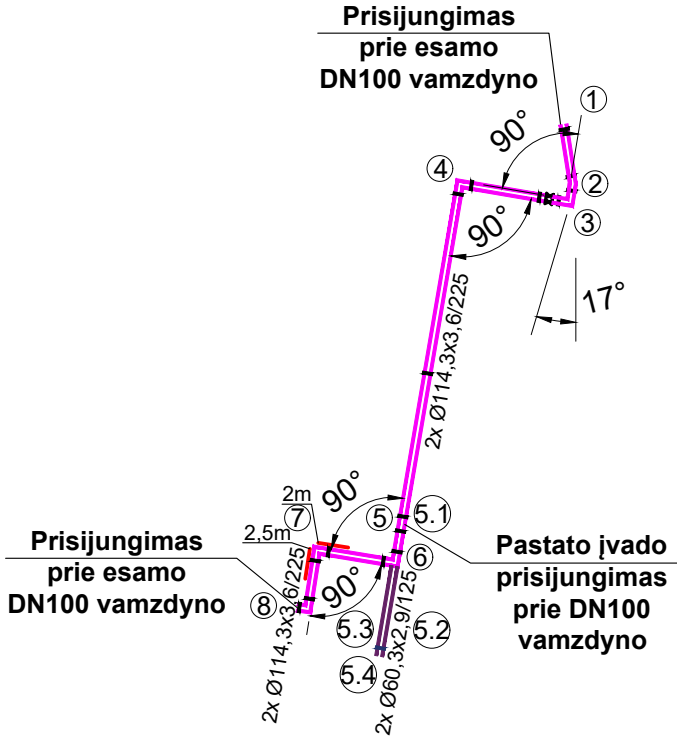 Prisijungimas
prie esamo
DN100 vamzdyno
1
90°
4
2
3
90°
17°
2x Ø114,3x3,6/225
2m
90°
7
5
5.1
2,5m
6
Prisijungimas
prie esamo
DN100 vamzdyno
Pastato įvado
prisijungimas
prie DN100
vamzdyno
90°
8
2x Ø114,3x3,6/225
5.3
5.2
5.4
2x Ø60,3x2,9/125